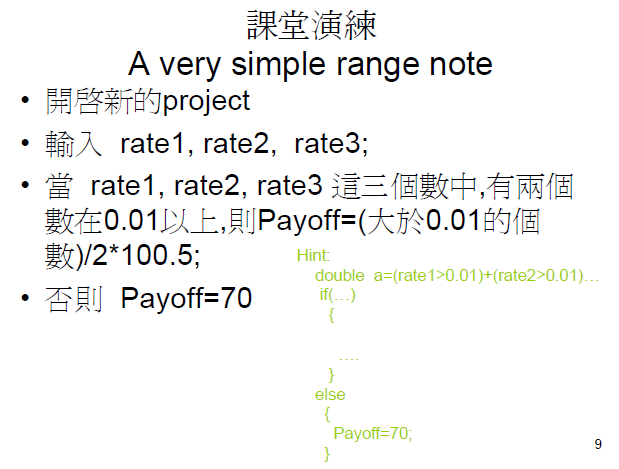 課堂演練
A very simple range note
• 開啓新的project
• 輸入 rate1, rate2, rate3;
• 當 rate1, rate2, rate3 這三個數中,有兩個
數在0.01以上,則Payoff=(大於0.01的個
數)/2*100.5;
• 否則 Payoff=70
Hint:
double a=(rate1>0.01)+(rate2>0.01)…
if(…)
{
….
}
else
{
Payoff=70;
}
9